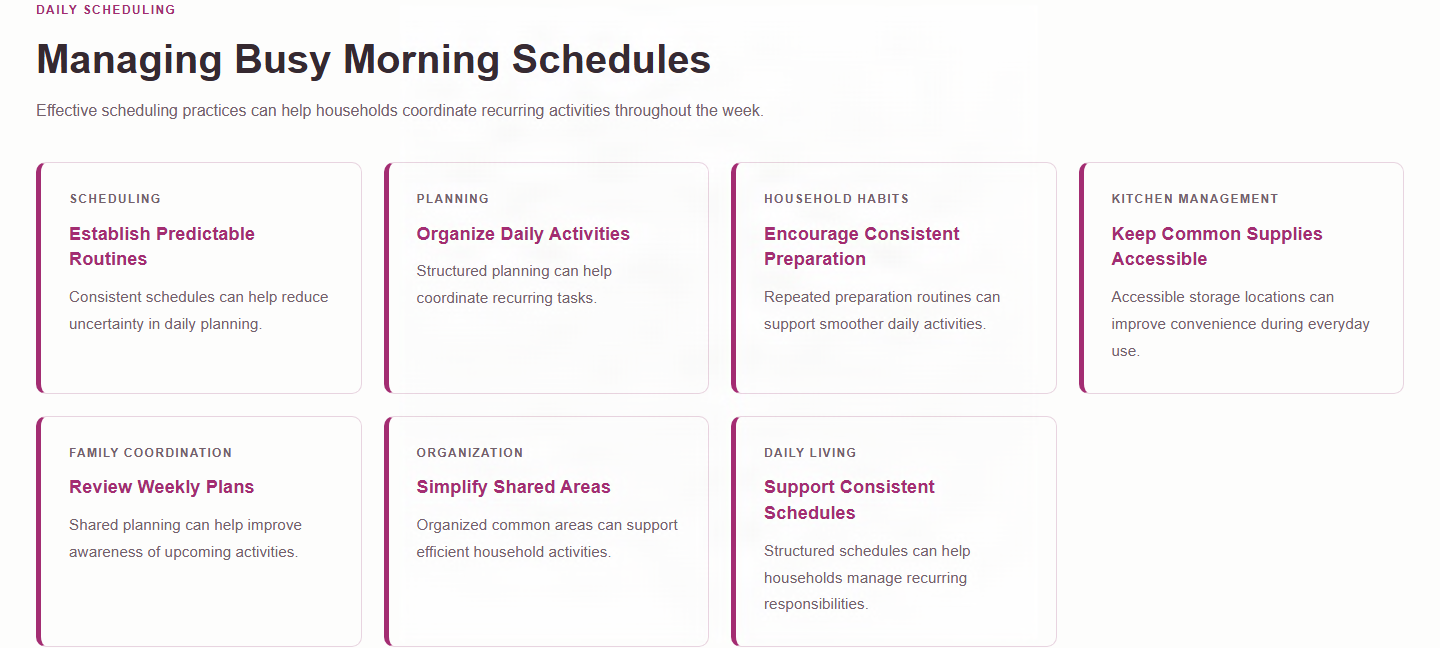 DAILY SCHEDULING
Managing Busy Morning Schedules
Effective scheduling practices can help households coordinate recurring activities throughout the week.
SCHEDULING
Establish Predictable
Routines
Consistent schedules can help reduce
uncertainty in daily planning.
PLANNING
Organize Daily Activities
Structured planning can help
coordinate recurring tasks.
HOUSEHOLD HABITS
Encourage Consistent
Preparation
Repeated preparation routines can
support smoother daily activities.
KITCHEN MANAGEMENT
Keep Common Supplies
Accessible
Accessible storage locations can
improve convenience during everyday
use.
FAMILY COORDINATION
Review Weekly Plans
Shared planning can help improve
awareness of upcoming activities.
ORGANIZATION
Simplify Shared Areas
Organized common areas can support
efficient household activities.
DAILY LIVING
Support Consistent
Schedules
Structured schedules can help
households manage recurring
responsibilities.